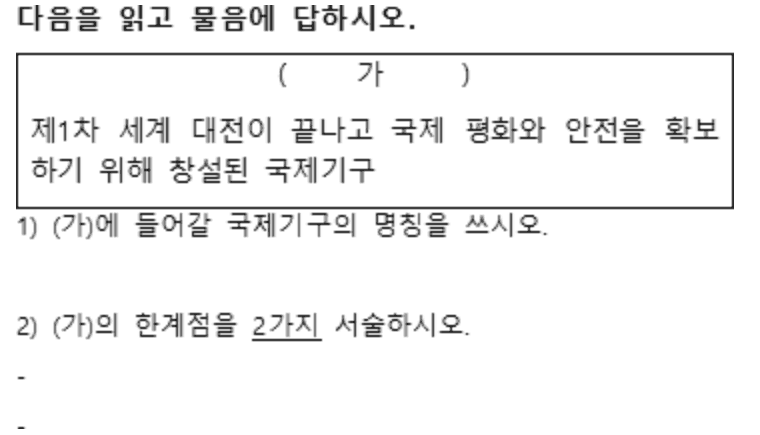 다음을 읽고 물음에 답하시오.
( 가 )
제1차 세계 대전이 끝나고 국제 평화와 안전을 확보
하기 위해 창설된 국제기구
1) (가)에 들어갈 국제기구의 명칭을 쓰시오.
2) (가)의 한계점을 2가지 서술하시오.
-
-